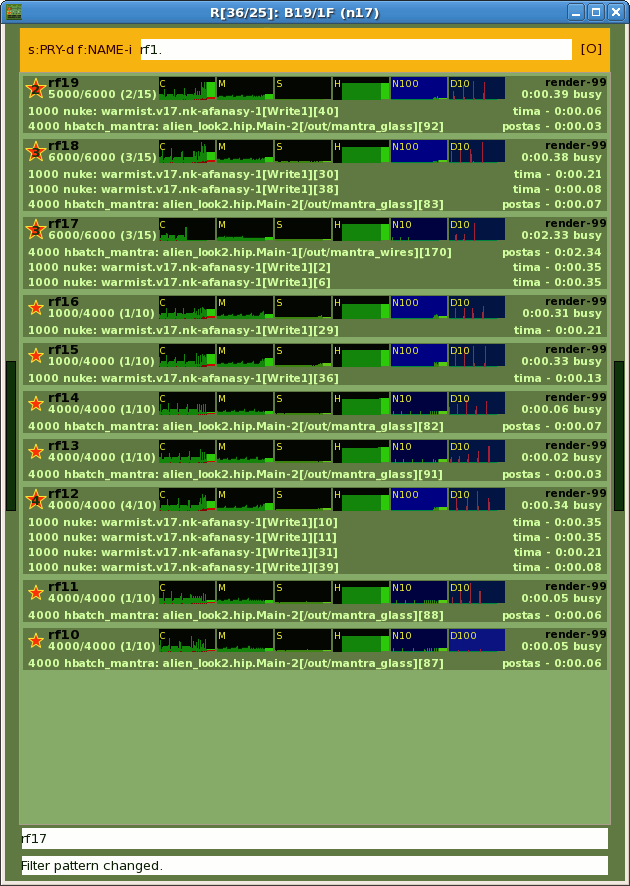 R[36/25]: B19/1F (n17)
s:PRY-d f:NAME-i rf1. [O]
rf19 C M S H N100 D10 render-99
2 5000/6000 (2/15) 0:00.39 busy
1000 nuke: warmist.v17.nk-afanasy-1[Write1][40] tima - 0:00.06
4000 hbatch_mantra: alien_look2.hip.Main-2[/out/mantra_glass][92] postas - 0:00.03
rf18 C M S H N100 D10 render-99
3 6000/6000 (3/15) 0:00.38 busy
1000 nuke: warmist.v17.nk-afanasy-1[Write1][30] tima - 0:00.21
1000 nuke: warmist.v17.nk-afanasy-1[Write1][38] tima - 0:00.08
4000 hbatch_mantra: alien_look2.hip.Main-2[/out/mantra_glass][83] postas - 0:00.07
rf17 C M S H N100 D10 render-99
3 6000/6000 (3/15) 0:02.33 busy
4000 hbatch_mantra: alien_look2.hip.Main-1[/out/mantra_wires][170] postas - 0:02.34
1000 nuke: warmist.v17.nk-afanasy-1[Write1][2] tima - 0:00.35
1000 nuke: warmist.v17.nk-afanasy-1[Write1][6] tima - 0:00.35
rf16 C M S H N100 D10 render-99
1000/4000 (1/10) 0:00.31 busy
1000 nuke: warmist.v17.nk-afanasy-1[Write1][29] tima - 0:00.21
rf15 C M S H N100 D10 render-99
1000/4000 (1/10) 0:00.33 busy
1000 nuke: warmist.v17.nk-afanasy-1[Write1][36] tima - 0:00.13
rf14 C M S H N10 D10 render-99
4000/4000 (1/10) 0:00.06 busy
4000 hbatch_mantra: alien_look2.hip.Main-2[/out/mantra_glass][82] postas - 0:00.07
rf13 C M S H N10 D10 render-99
4000/4000 (1/10) 0:00.02 busy
4000 hbatch_mantra: alien_look2.hip.Main-2[/out/mantra_glass][91] postas - 0:00.03
rf12 C M S H N100 D10 render-99
4 4000/4000 (4/10) 0:00.34 busy
1000 nuke: warmist.v17.nk-afanasy-1[Write1][10] tima - 0:00.35
1000 nuke: warmist.v17.nk-afanasy-1[Write1][11] tima - 0:00.35
1000 nuke: warmist.v17.nk-afanasy-1[Write1][31] tima - 0:00.21
1000 nuke: warmist.v17.nk-afanasy-1[Write1][39] tima - 0:00.08
rf11 C M S H N10 D10 render-99
4000/4000 (1/10) 0:00.05 busy
4000 hbatch_mantra: alien_look2.hip.Main-2[/out/mantra_glass][88] postas - 0:00.06
rf10 C M S H N10 D100 render-99
4000/4000 (1/10) 0:00.05 busy
4000 hbatch_mantra: alien_look2.hip.Main-2[/out/mantra_glass][87] postas - 0:00.06
rf17
Filter pattern changed.